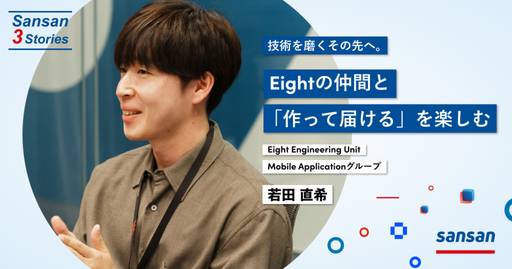 Sansan
3 Stories
技術を磨くその先へ。
Eightの仲間と
「作って届ける」を楽しむ
Eight Engineering Unit
Mobile Applicationグループ
若田 直希
sansan